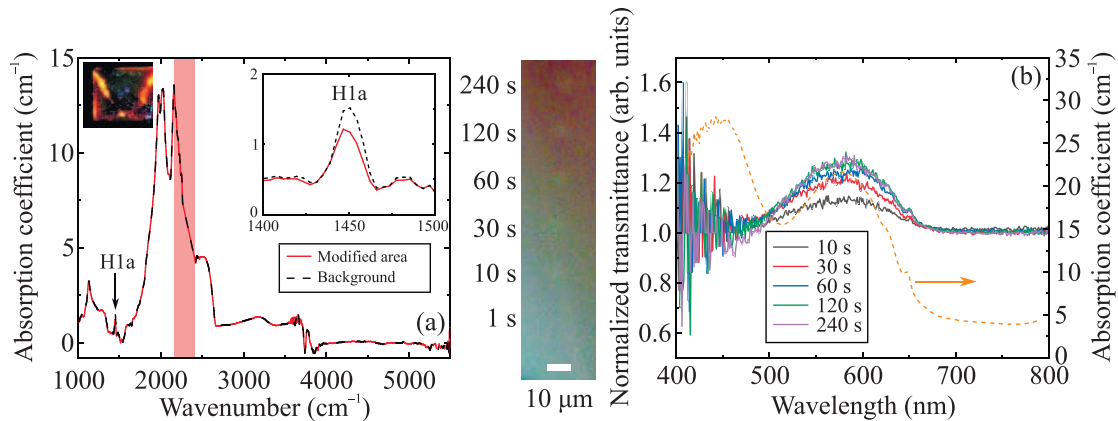 Absorption coefficient (cm⁻¹)
15
10
5
0
1000 2000 3000 4000 5000
Wavenumber (cm⁻¹)
H1a
(a)
2
1
0
1400 1450 1500
H1a
Modified area
Background
240 s
120 s
60 s
30 s
10 s
1 s
10 μm
Normalized transmittance (arb. units)
1.6
1.4
1.2
1.0
0.8
0.6
400 500 600 700 800
Wavelength (nm)
(b)
10 s
30 s
60 s
120 s
240 s
35
30
25
20
15
10
5
0
Absorption coefficient (cm⁻¹)